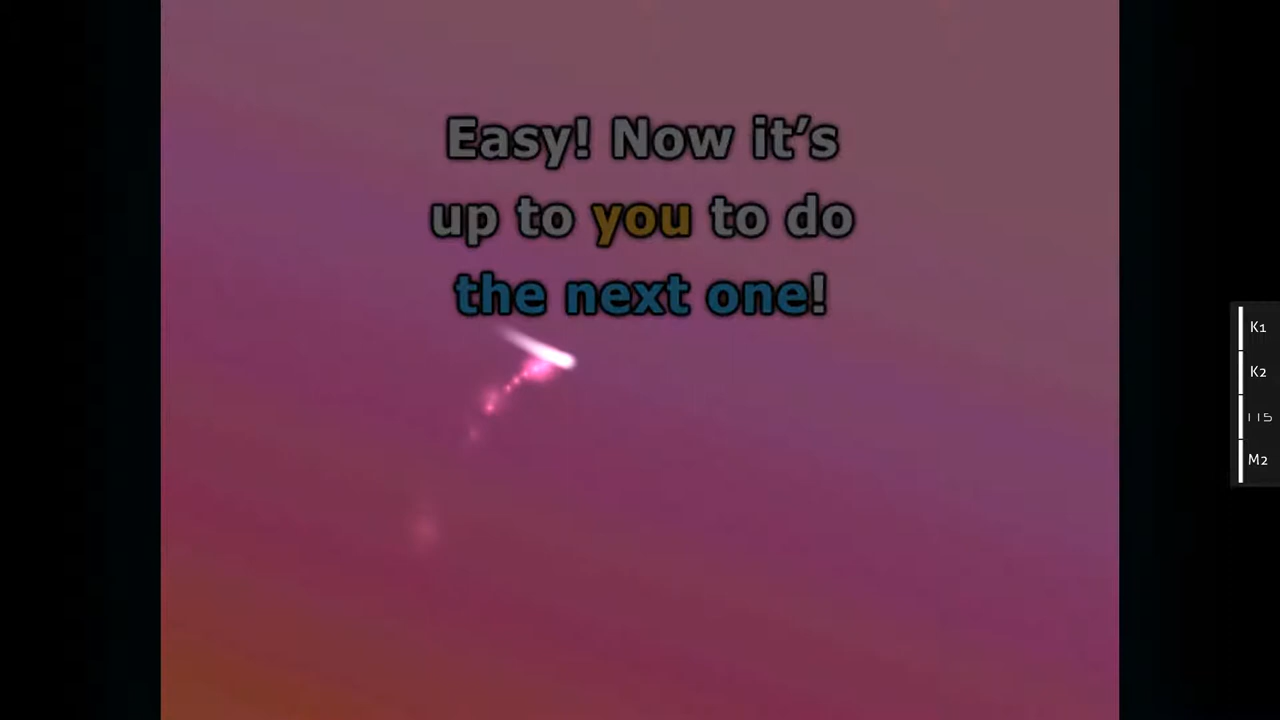 Easy! Now it’s
up to you to do
the next one!
K1
K2
115
M2